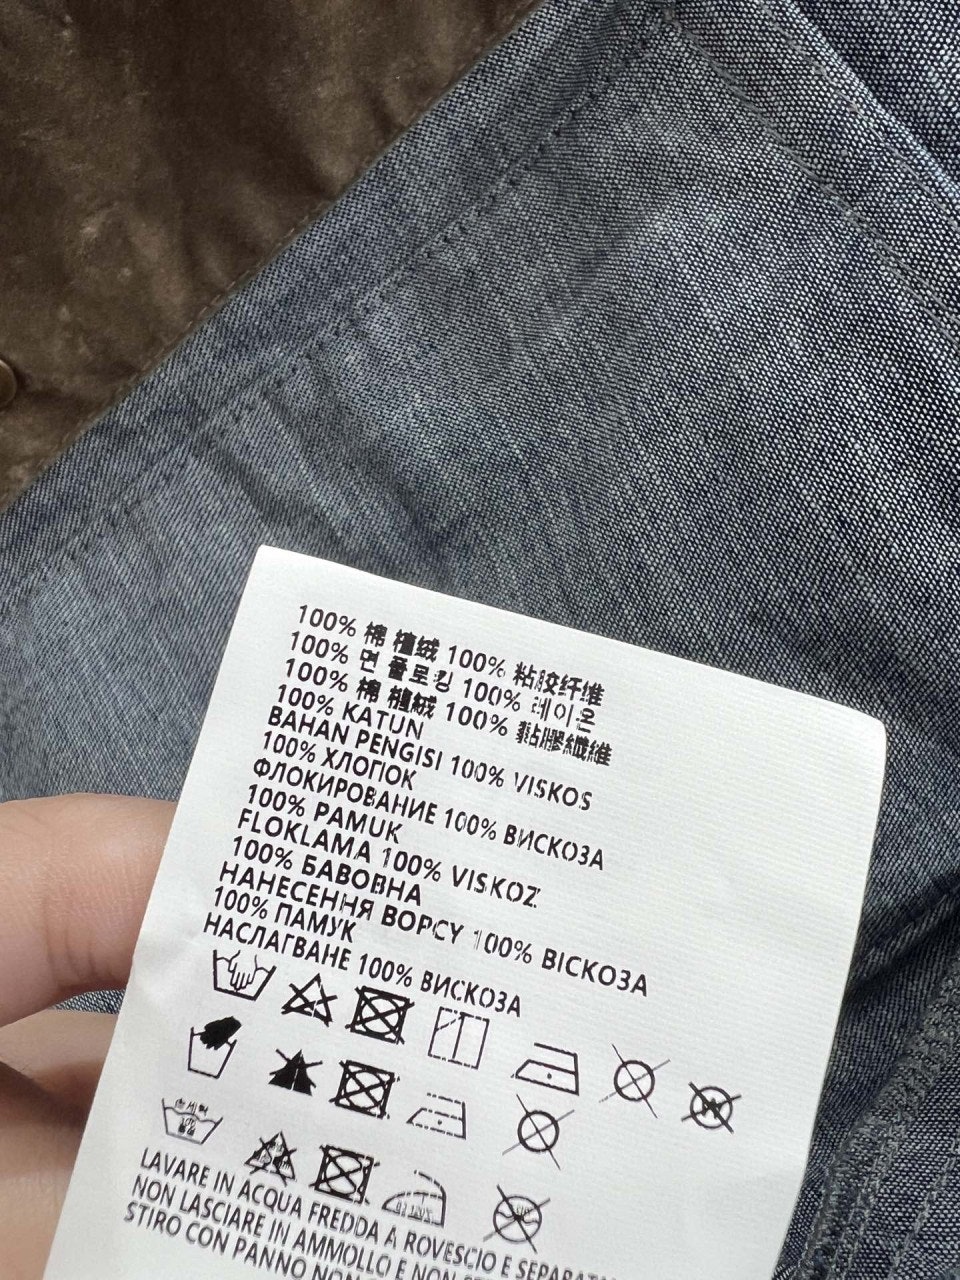 100% 棉 植绒 100% 粘胶纤维
100% 면 플로킹 100% 레이온
100% 棉 植絨 100% 黏膠纖維
100% KATUN
BAHAN PENGISI 100% VISKOS
100% ХЛОПОК
ФЛОКИРОВАНИЕ 100% ВИСКОЗА
100% PAMUK
FLOKLAMA 100% VISKOZ
100% БАВОВНА
НАНЕСЕННЯ ВОРСУ 100% ВІСКОЗА
100% ПАМУК
НАСЛАГВАНЕ 100% ВИСКОЗА
LAVARE IN ACQUA FREDDA A ROVESCIO E
NON LASCIARE IN AMMOLLO E NON
STIRO CON PANNO